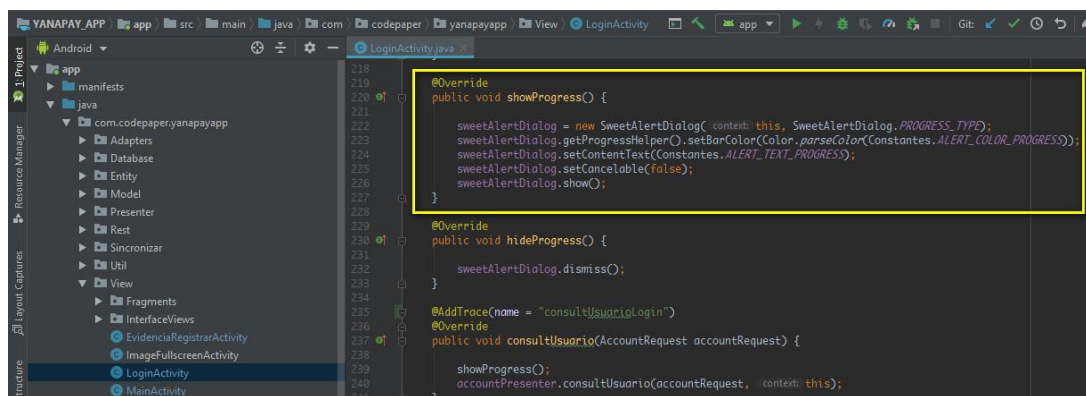 YANAPAY_APP app src main java com codepaper yanapayapp View LoginActivity app Git:
Android
LoginActivity.java
1: Project
Resource Manager
Layout Captures
app
manifests
java
com.codepaper.yanapayapp
Adapters
Database
Entity
Model
Presenter
Rest
Sincronizar
Util
View
Fragments
InterfaceViews
EvidenciaRegistrarActivity
ImageFullscreenActivity
LoginActivity
MainActivity
218
219 @Override
220 public void showProgress() {
221
222 sweetAlertDialog = new SweetAlertDialog( context: this, SweetAlertDialog.PROGRESS_TYPE);
223 sweetAlertDialog.getProgressHelper().setBarColor(Color.parseColor(Constantes.ALERT_COLOR_PROGRESS));
224 sweetAlertDialog.setContentText(Constantes.ALERT_TEXT_PROGRESS);
225 sweetAlertDialog.setCancelable(false);
226 sweetAlertDialog.show();
227 }
228
229 @Override
230 public void hideProgress() {
231
232 sweetAlertDialog.dismiss();
233 }
234
235 @AddTrace(name = "consultUsuarioLogin")
236 @Override
237 public void consultUsuario(AccountRequest accountRequest) {
238
239 showProgress();
240 accountPresenter.consultUsuario(accountRequest, context: this);